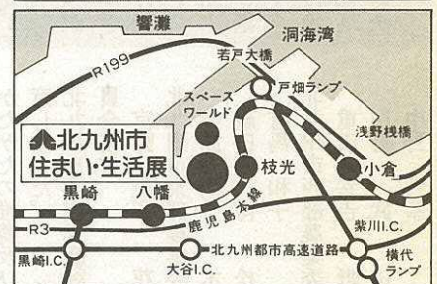 響灘
洞海湾
若戸大橋
R199
戸畑ランプ
スペース
ワールド
浅野桟橋
北九州市
住まい・生活展
枝光
小倉
黒崎
八幡
鹿児島本線
R3
紫川I.C.
黒崎I.C.
北九州都市高速道路
大谷I.C.
横代
ランプ